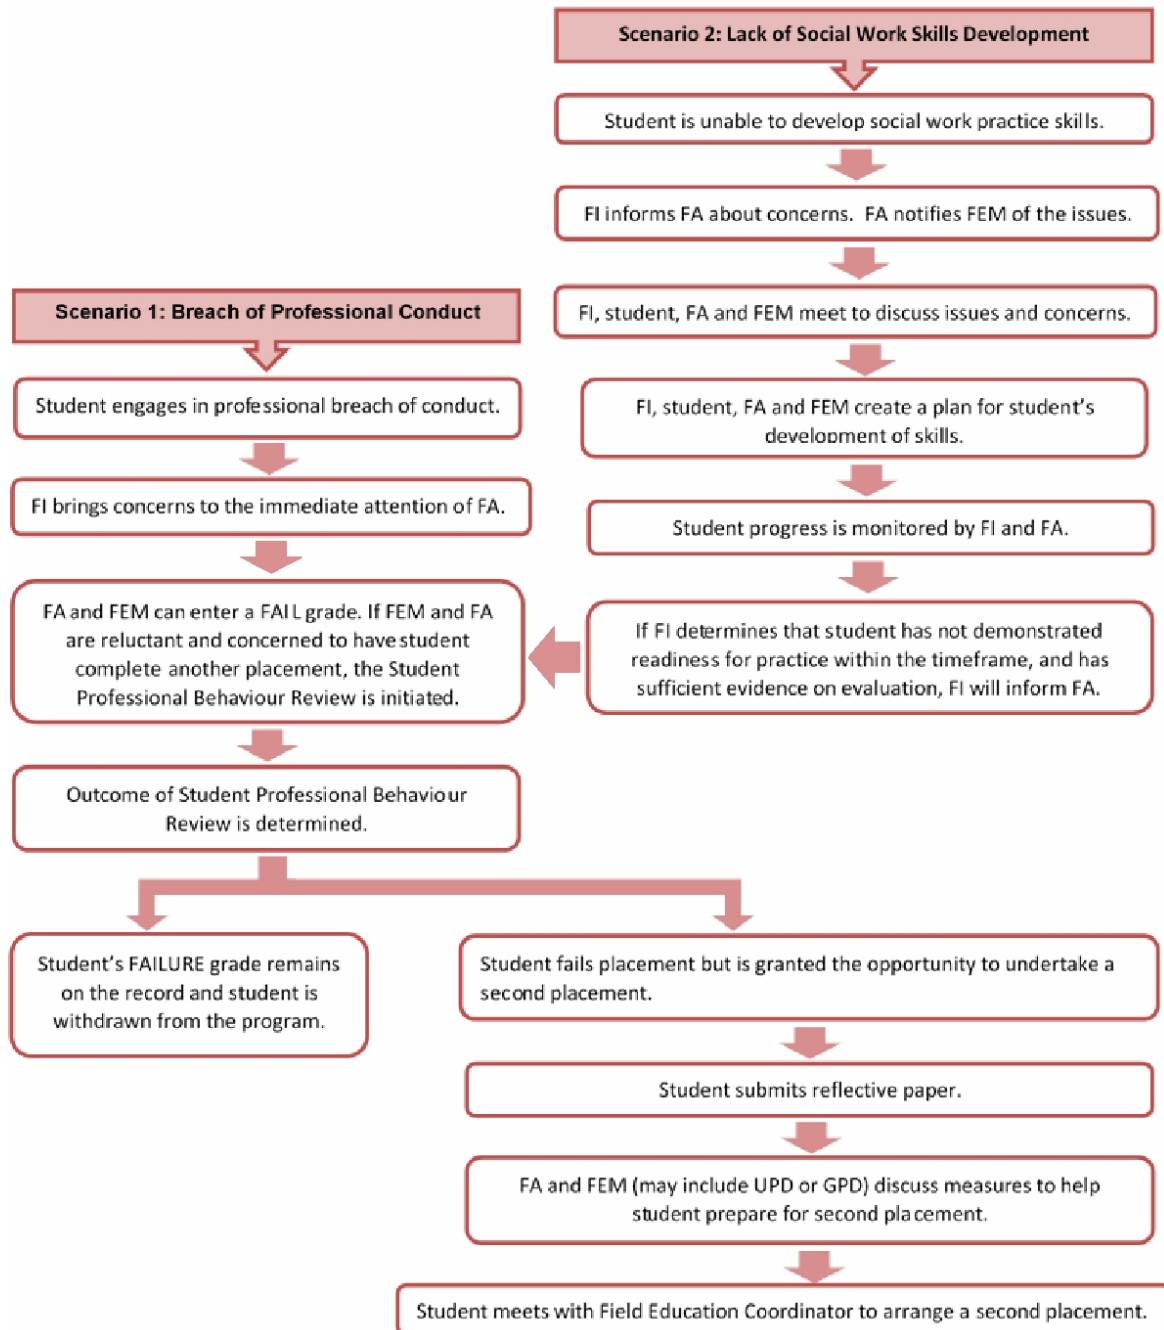 Scenario 2: Lack of Social Work Skills Development
Student is unable to develop social work practice skills.
FI informs FA about concerns.  FA notifies FEM of the issues.
FI, student, FA and FEM meet to discuss issues and concerns.
FI, student, FA and FEM create a plan for student’s
development of skills.
Student progress is monitored by FI and FA.
If FI determines that student has not demonstrated
readiness for practice within the timeframe, and has
sufficient evidence on evaluation, FI will inform FA.
Scenario 1: Breach of Professional Conduct
Student engages in professional breach of conduct.
FI brings concerns to the immediate attention of FA.
FA and FEM can enter a FAIL grade. If FEM and FA
are reluctant and concerned to have student
complete another placement, the Student
Professional Behaviour Review is initiated.
Outcome of Student Professional Behaviour
Review is determined.
Student’s FAILURE grade remains
on the record and student is
withdrawn from the program.
Student fails placement but is granted the opportunity to undertake a
second placement.
Student submits reflective paper.
FA and FEM (may include UPD or GPD) discuss measures to help
student prepare for second placement.
Student meets with Field Education Coordinator to arrange a second placement.